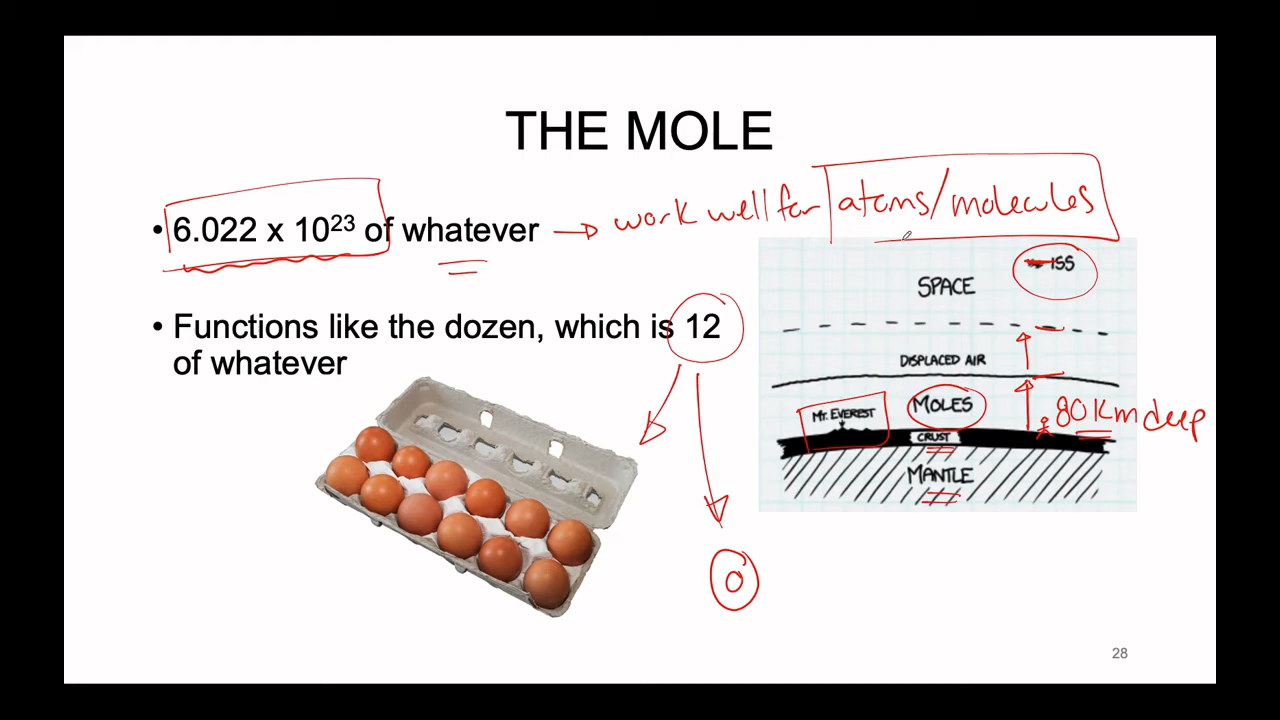 THE MOLE
• 6.022 x 10²³ of whatever → work well for atoms/molecules
• Functions like the dozen, which is 12
of whatever
ISS
SPACE
DISPLACED AIR
MT. EVEREST
MOLES
80 km deep
CRUST
MANTLE
28